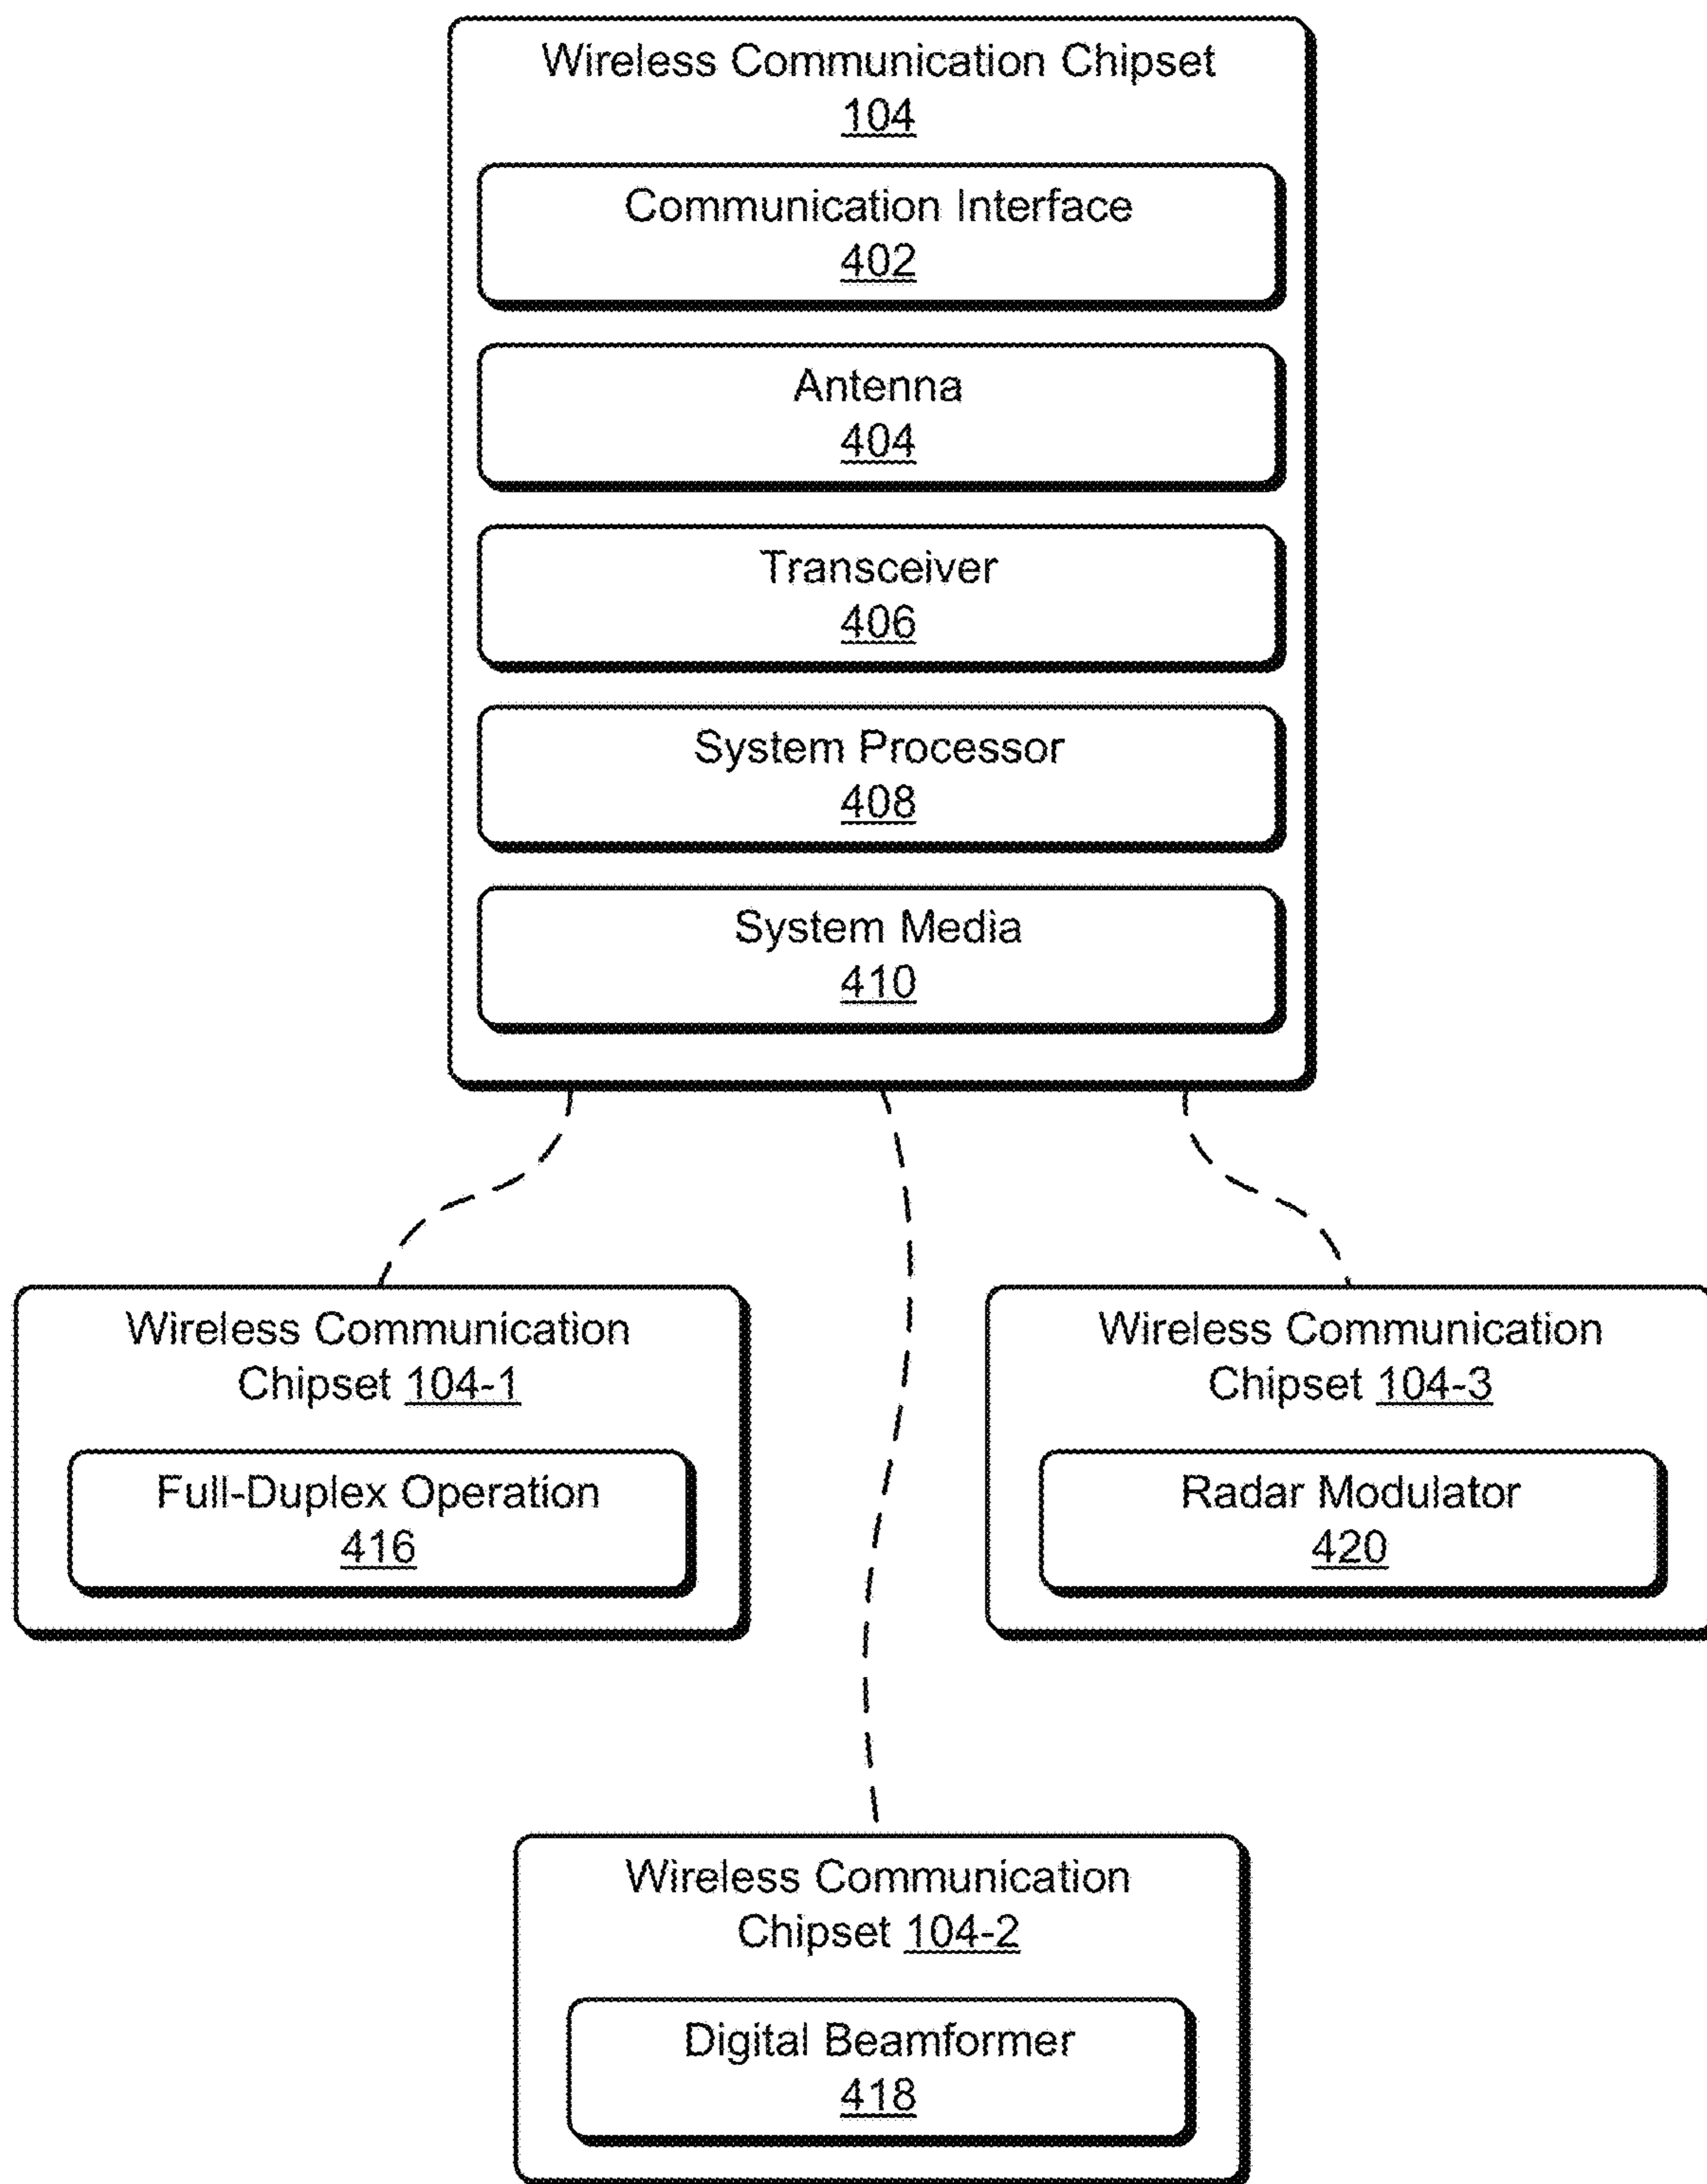 Wireless Communication Chipset
104
Communication Interface
402
Antenna
404
Transceiver
406
System Processor
408
System Media
410
Wireless Communication
Chipset 104-1
Full-Duplex Operation
416
Wireless Communication
Chipset 104-3
Radar Modulator
420
Wireless Communication
Chipset 104-2
Digital Beamformer
418